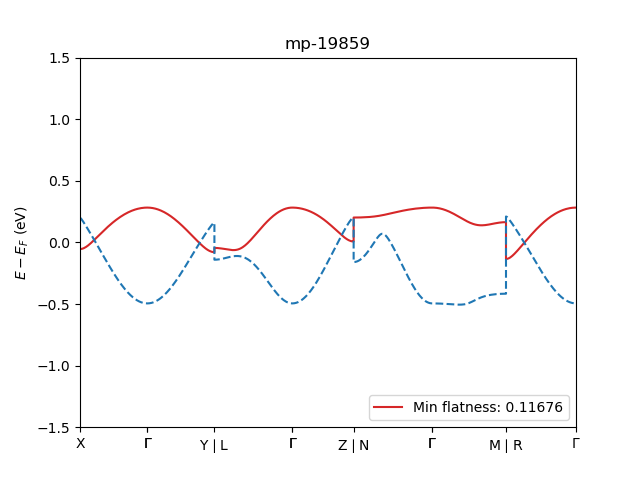 mp-19859
1.5
1.0
0.5
0.0
−0.5
−1.0
−1.5
E − E_F (eV)
Min flatness: 0.11676
X Γ Y | L Γ Z | N Γ M | R Γ